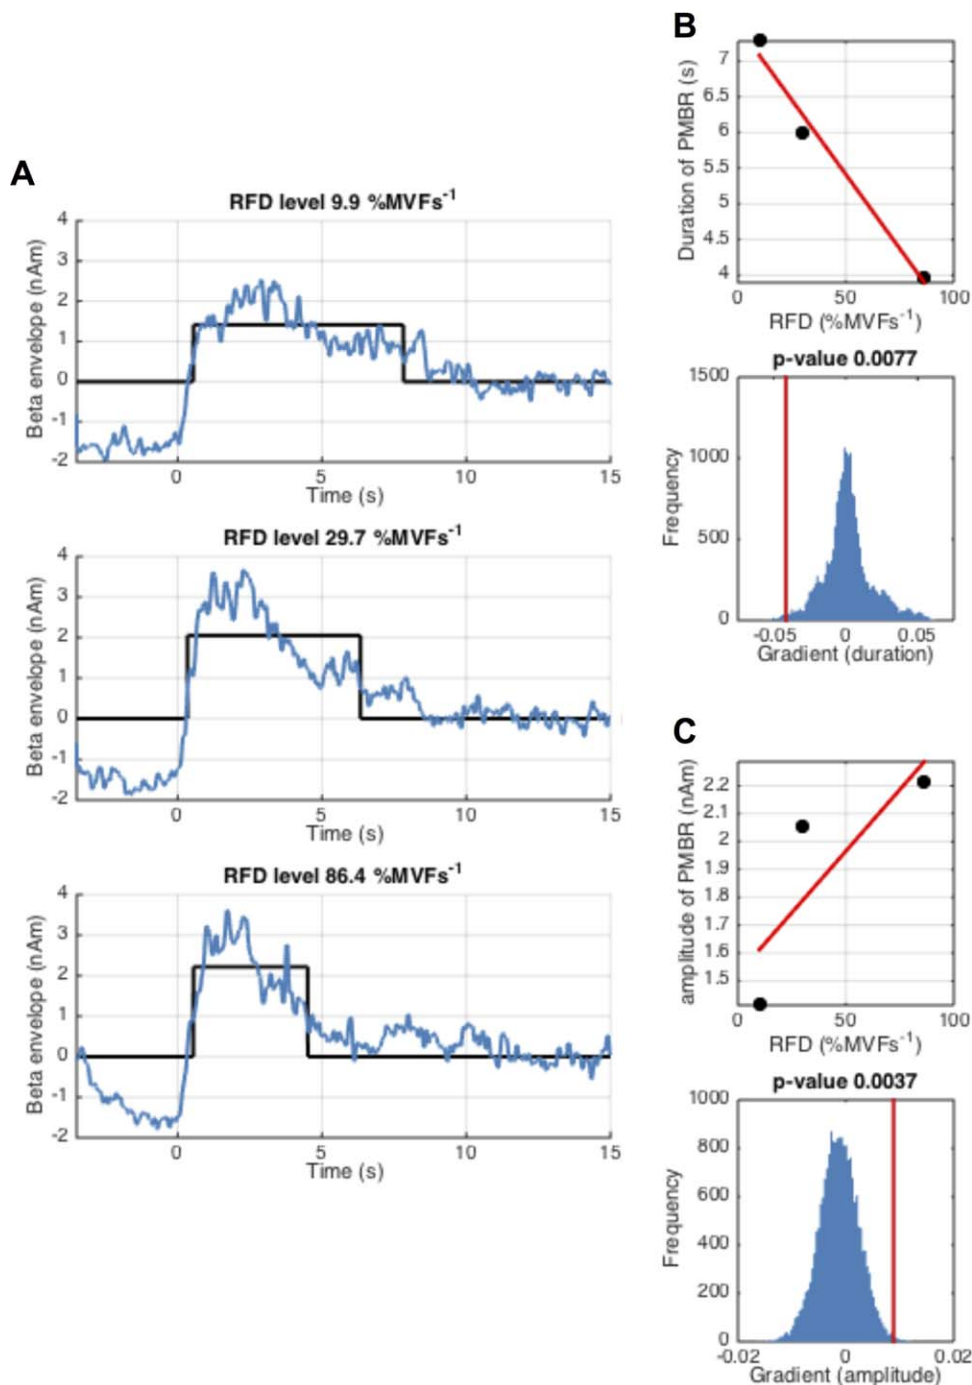 A
RFD level 9.9 %MVFs-1
Beta envelope (nAm)
4
3
2
1
0
-1
-2
0 5 10 15
Time (s)
RFD level 29.7 %MVFs-1
Beta envelope (nAm)
4
3
2
1
0
-1
-2
0 5 10 15
Time (s)
RFD level 86.4 %MVFs-1
Beta envelope (nAm)
4
3
2
1
0
-1
-2
0 5 10 15
Time (s)
B
Duration of PMBR (s)
7
6.5
6
5.5
5
4.5
4
0 50 100
RFD (%MVFs-1)
p-value 0.0077
Frequency
1500
1000
500
0
-0.05 0 0.05
Gradient (duration)
C
amplitude of PMBR (nAm)
2.2
2.1
2
1.9
1.8
1.7
1.6
1.5
0 50 100
RFD (%MVFs-1)
p-value 0.0037
Frequency
1000
800
600
400
200
0
-0.02 0 0.02
Gradient (amplitude)